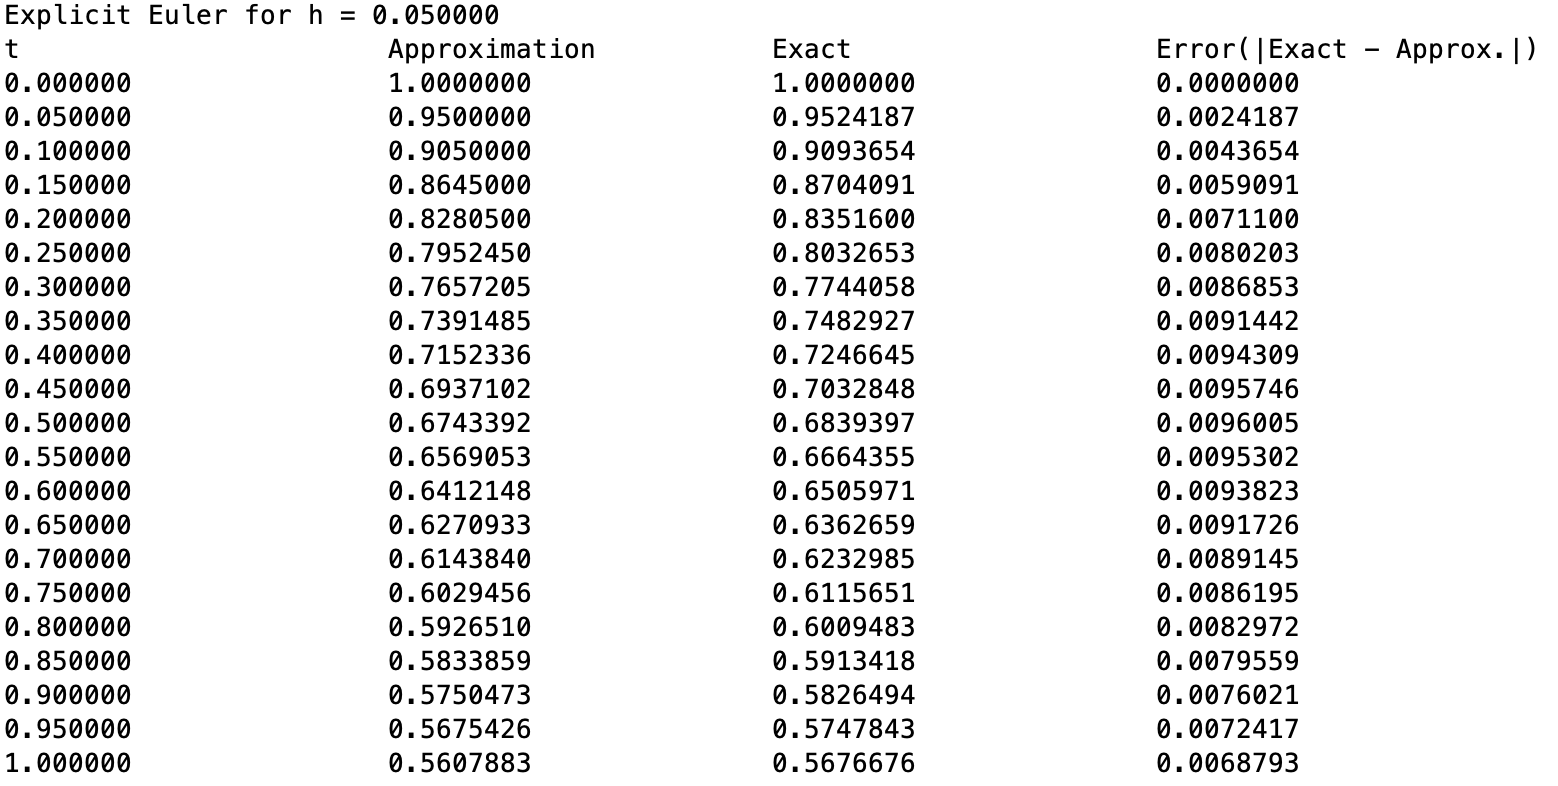 Explicit Euler for h = 0.050000
t Approximation Exact Error(|Exact - Approx.|)
0.000000 1.0000000 1.0000000 0.0000000
0.050000 0.9500000 0.9524187 0.0024187
0.100000 0.9050000 0.9093654 0.0043654
0.150000 0.8645000 0.8704091 0.0059091
0.200000 0.8280500 0.8351600 0.0071100
0.250000 0.7952450 0.8032653 0.0080203
0.300000 0.7657205 0.7744058 0.0086853
0.350000 0.7391485 0.7482927 0.0091442
0.400000 0.7152336 0.7246645 0.0094309
0.450000 0.6937102 0.7032848 0.0095746
0.500000 0.6743392 0.6839397 0.0096005
0.550000 0.6569053 0.6664355 0.0095302
0.600000 0.6412148 0.6505971 0.0093823
0.650000 0.6270933 0.6362659 0.0091726
0.700000 0.6143840 0.6232985 0.0089145
0.750000 0.6029456 0.6115651 0.0086195
0.800000 0.5926510 0.6009483 0.0082972
0.850000 0.5833859 0.5913418 0.0079559
0.900000 0.5750473 0.5826494 0.0076021
0.950000 0.5675426 0.5747843 0.0072417
1.000000 0.5607883 0.5676676 0.0068793